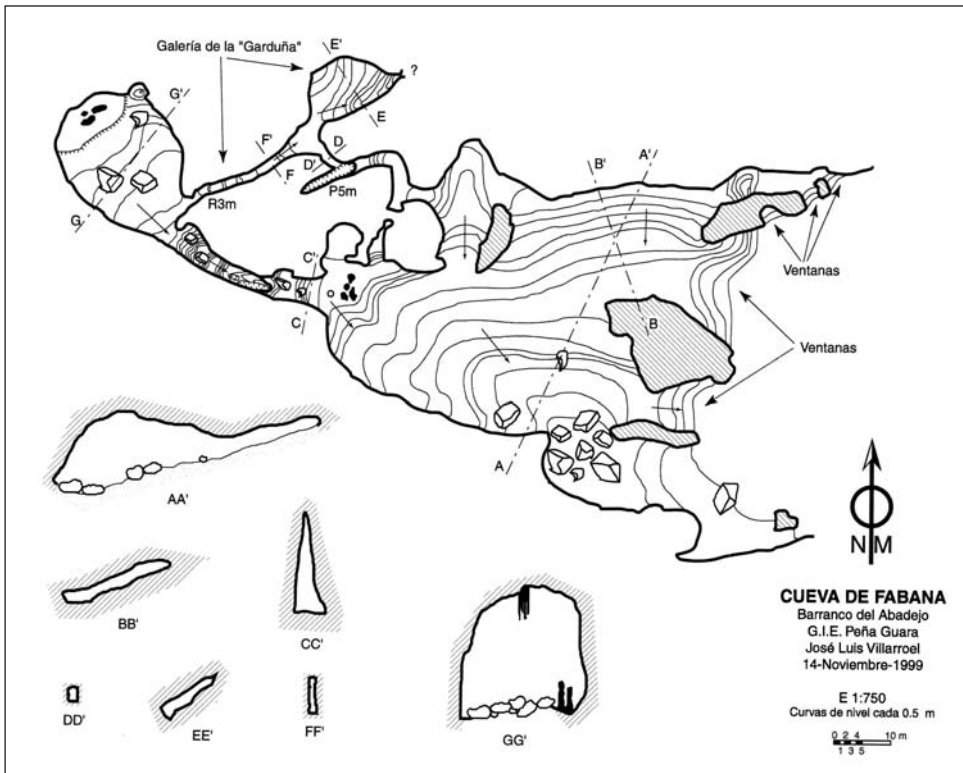 Galería de la "Garduña"
E'
?
G'
E
F'
D
F
D'
P5m
R3m
G
B'
A'
Ventanas
C'
C
B
Ventanas
A
AA'
BB'
CC'
DD'
EE'
FF'
GG'
N M
CUEVA DE FABANA
Barranco del Abadejo
G.I.E. Peña Guara
José Luis Villarroel
14-Noviembre-1999
E 1:750
Curvas de nivel cada 0.5 m
0 2 4 10 m
1 3 5